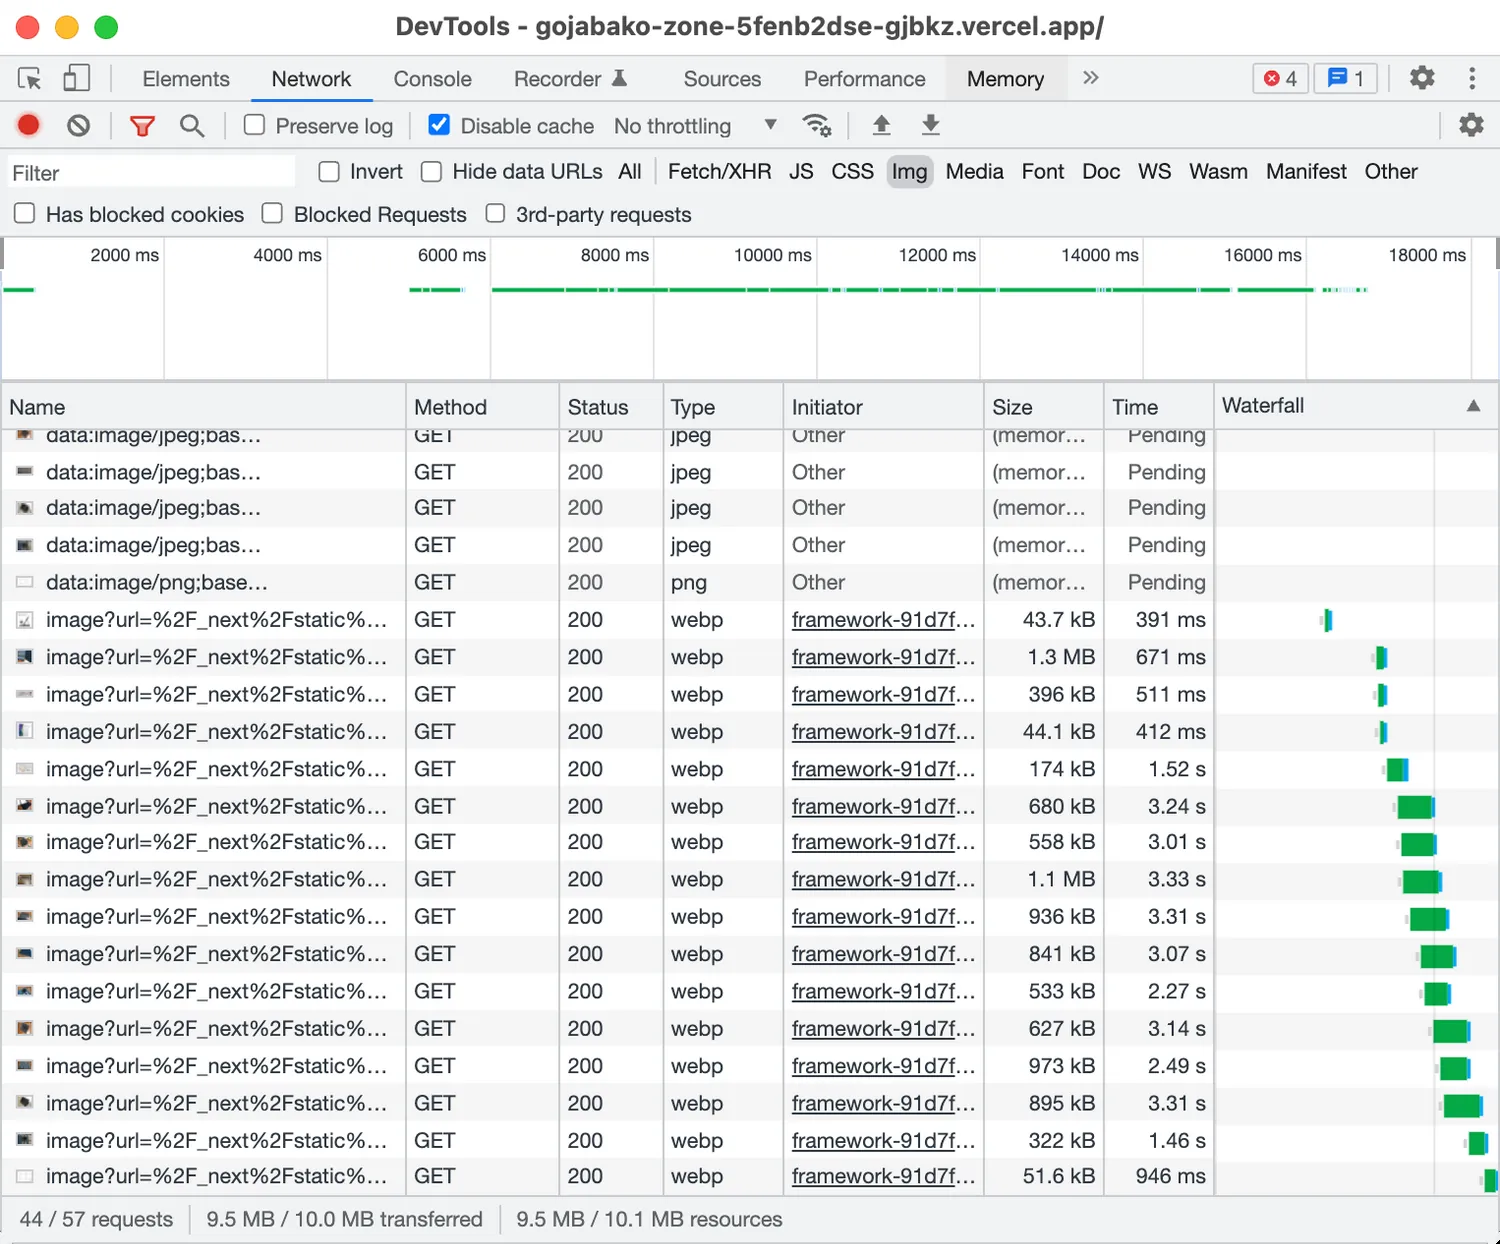 DevTools - gojabako-zone-5fenb2dse-gjbkz.vercel.app/
Elements Network Console Recorder Sources Performance Memory 4 1
Preserve log Disable cache No throttling
Filter Invert Hide data URLs All Fetch/XHR JS CSS Img Media Font Doc WS Wasm Manifest Other
Has blocked cookies Blocked Requests 3rd-party requests
2000 ms 4000 ms 6000 ms 8000 ms 10000 ms 12000 ms 14000 ms 16000 ms 18000 ms
Name Method Status Type Initiator Size Time Waterfall
data:image/jpeg;bas… GET 200 jpeg Other (memor… Pending
data:image/jpeg;bas… GET 200 jpeg Other (memor… Pending
data:image/jpeg;bas… GET 200 jpeg Other (memor… Pending
data:image/jpeg;bas… GET 200 jpeg Other (memor… Pending
data:image/png;base… GET 200 png Other (memor… Pending
image?url=%2F_next%2Fstatic%… GET 200 webp framework-91d7f… 43.7 kB 391 ms
image?url=%2F_next%2Fstatic%… GET 200 webp framework-91d7f… 1.3 MB 671 ms
image?url=%2F_next%2Fstatic%… GET 200 webp framework-91d7f… 396 kB 511 ms
image?url=%2F_next%2Fstatic%… GET 200 webp framework-91d7f… 44.1 kB 412 ms
image?url=%2F_next%2Fstatic%… GET 200 webp framework-91d7f… 174 kB 1.52 s
image?url=%2F_next%2Fstatic%… GET 200 webp framework-91d7f… 680 kB 3.24 s
image?url=%2F_next%2Fstatic%… GET 200 webp framework-91d7f… 558 kB 3.01 s
image?url=%2F_next%2Fstatic%… GET 200 webp framework-91d7f… 1.1 MB 3.33 s
image?url=%2F_next%2Fstatic%… GET 200 webp framework-91d7f… 936 kB 3.31 s
image?url=%2F_next%2Fstatic%… GET 200 webp framework-91d7f… 841 kB 3.07 s
image?url=%2F_next%2Fstatic%… GET 200 webp framework-91d7f… 533 kB 2.27 s
image?url=%2F_next%2Fstatic%… GET 200 webp framework-91d7f… 627 kB 3.14 s
image?url=%2F_next%2Fstatic%… GET 200 webp framework-91d7f… 973 kB 2.49 s
image?url=%2F_next%2Fstatic%… GET 200 webp framework-91d7f… 895 kB 3.31 s
image?url=%2F_next%2Fstatic%… GET 200 webp framework-91d7f… 322 kB 1.46 s
image?url=%2F_next%2Fstatic%… GET 200 webp framework-91d7f… 51.6 kB 946 ms
44 / 57 requests 9.5 MB / 10.0 MB transferred 9.5 MB / 10.1 MB resources